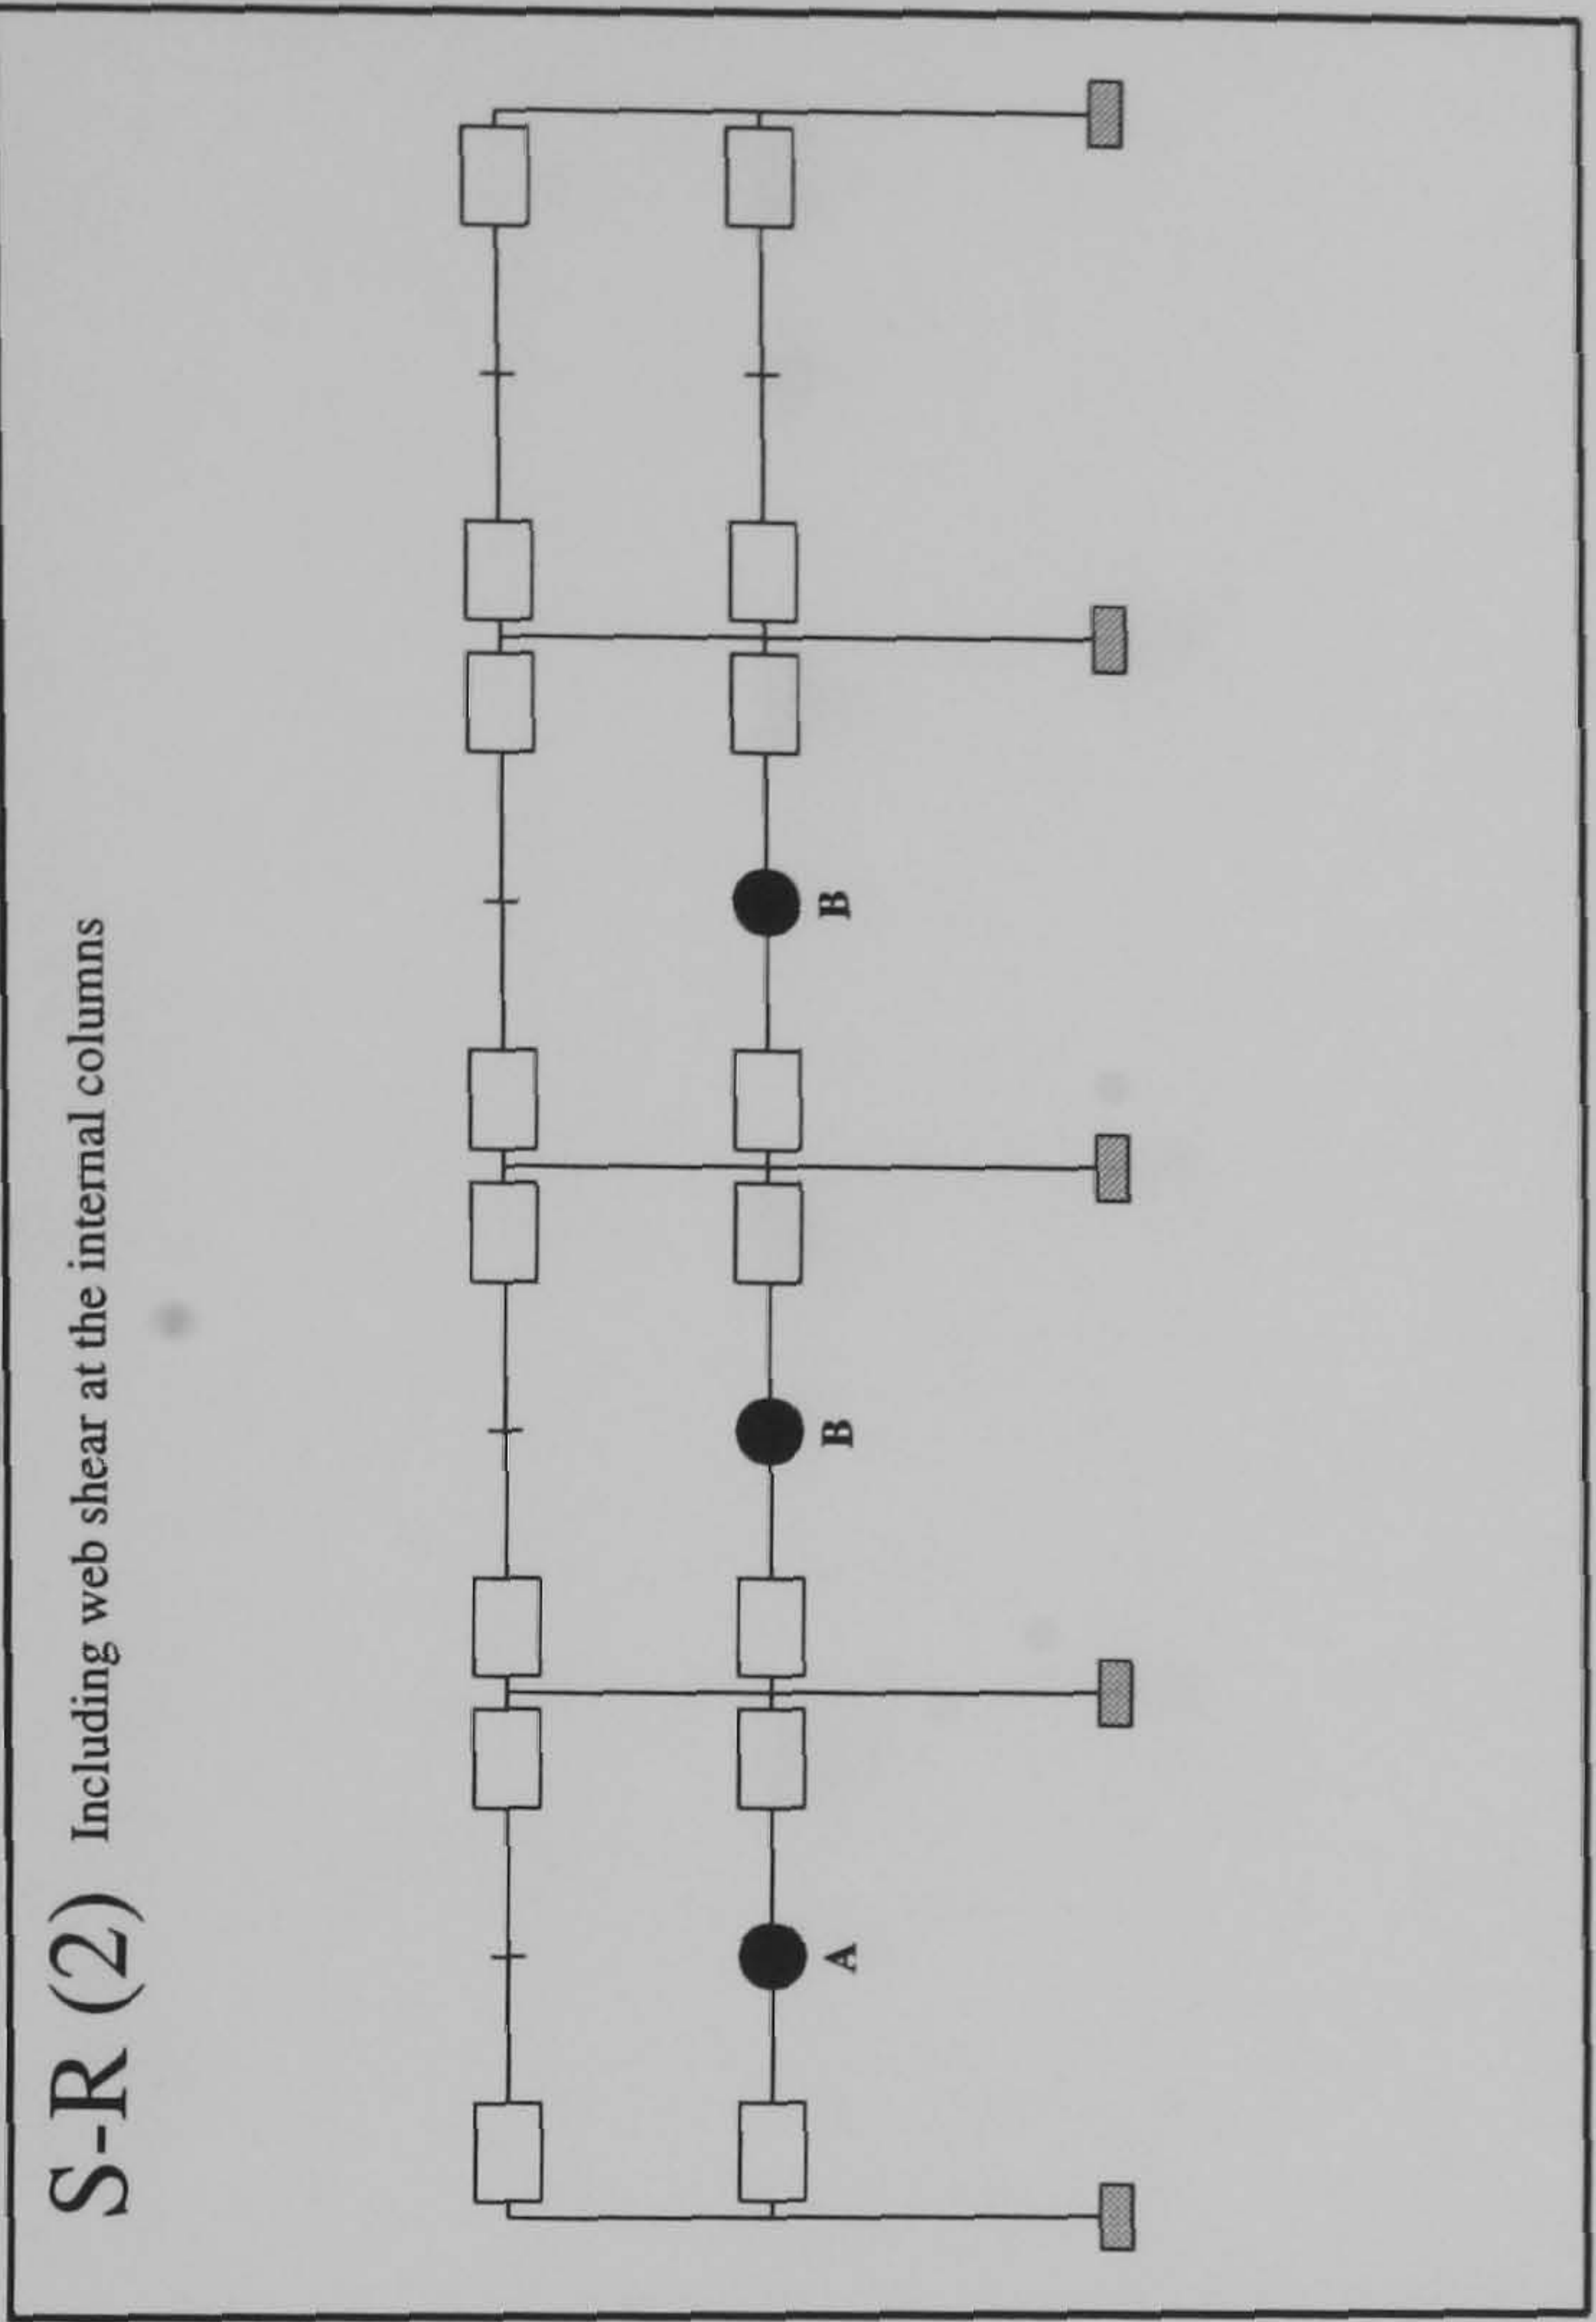 S-R (2) Including web shear at the internal columns
A B B